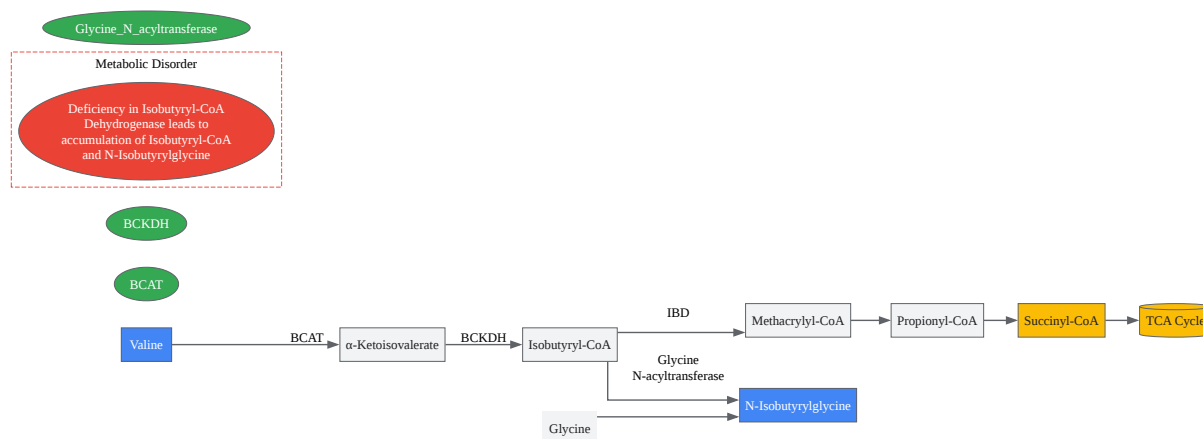 Glycine_N_acyltransferase
Metabolic Disorder
Deficiency in Isobutyryl-CoA
Dehydrogenase leads to
accumulation of Isobutyryl-CoA
and N-Isobutyrylglycine
BCKDH
BCAT
Valine
BCAT
α-Ketoisovalerate
BCKDH
Isobutyryl-CoA
IBD
Methacrylyl-CoA
Propionyl-CoA
Succinyl-CoA
TCA Cycle
Glycine
N-acyltransferase
N-Isobutyrylglycine
Glycine